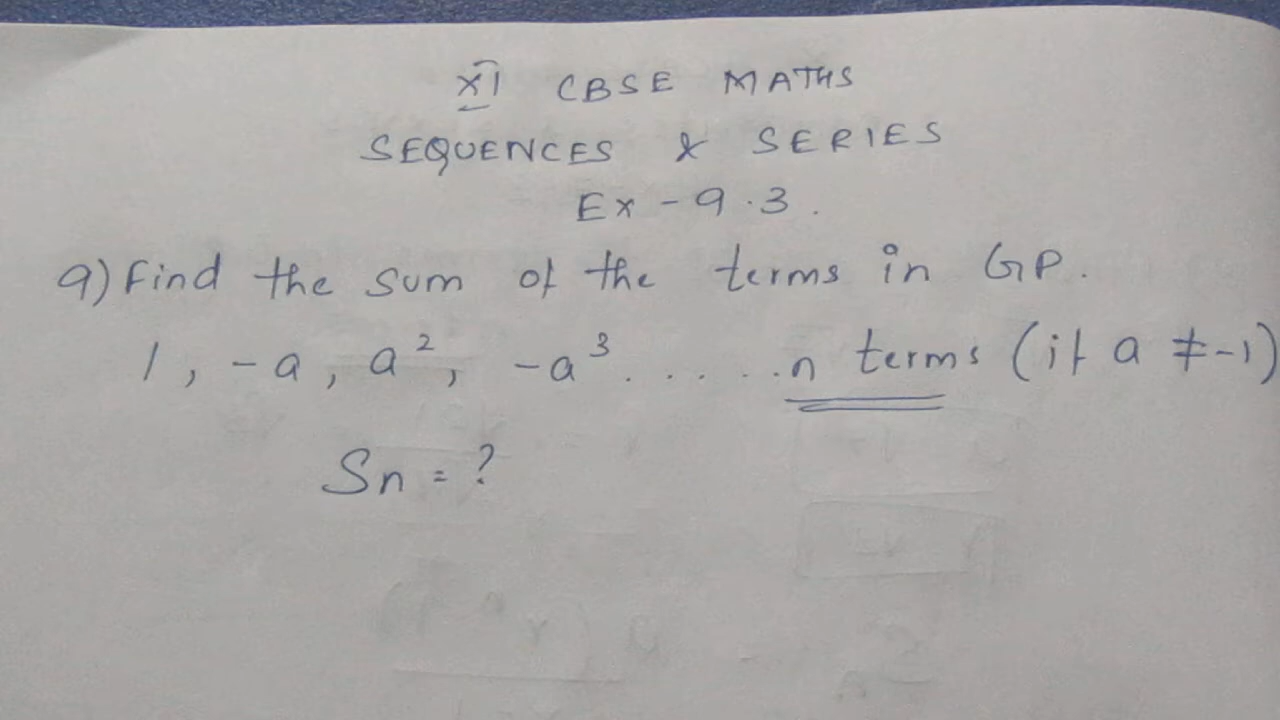 XI CBSE MATHS
SEQUENCES & SERIES
Ex - 9.3.
9) Find the sum of the terms in GP.
1, -a, a², -a³ . . . . . . n terms (if a ≠ -1)
Sn = ?